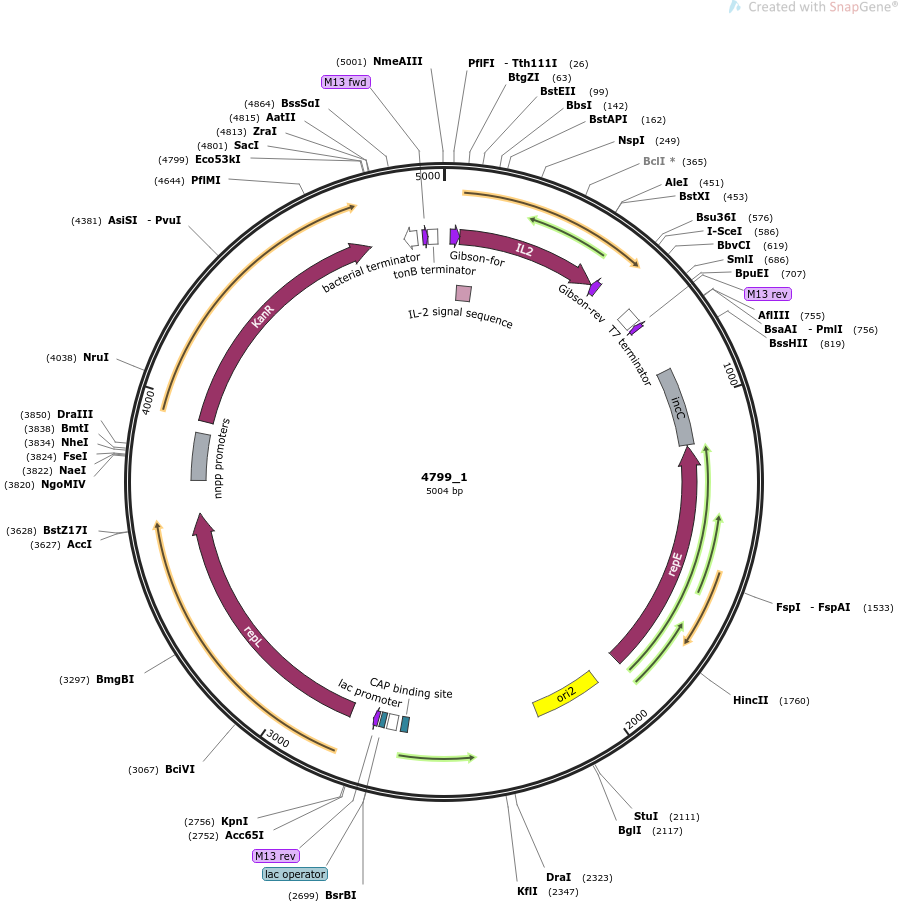 Created with SnapGene®
(5001) NmeAIII
M13 fwd
(4864) BssSαI
(4815) AatII
(4813) ZraI
(4801) SacI
(4799) Eco53kI
(4644) PflMI
(4381) AsiSI - PvuI
(4038) NruI
(3850) DraIII
(3838) BmtI
(3834) NheI
(3824) FseI
(3822) NaeI
(3820) NgoMIV
(3628) BstZ17I
(3627) AccI
(3297) BmgBI
(3067) BciVI
(2756) KpnI
(2752) Acc65I
M13 rev
lac operator
(2699) BsrBI
PflFI - Tth111I (26)
BtgZI (63)
BstEII (99)
BbsI (142)
BstAPI (162)
NspI (249)
BclI * (365)
AleI (451)
BstXI (453)
Bsu36I (576)
I-SceI (586)
BbvCI (619)
SmlI (686)
BpuEI (707)
M13 rev
AflIII (755)
BsaAI - PmlI (756)
BssHII (819)
FspI - FspAI (1533)
HincII (1760)
StuI (2111)
BglI (2117)
DraI (2323)
KflI (2347)
5000
1000
2000
3000
4000
bacterial terminator
tonB terminator
Gibson-for
IL2
IL-2 signal sequence
Gibson-rev
T7 terminator
incC
repE
ori2
CAP binding site
lac promoter
repL
nnpp promoters
KanR
4799_1
5004 bp